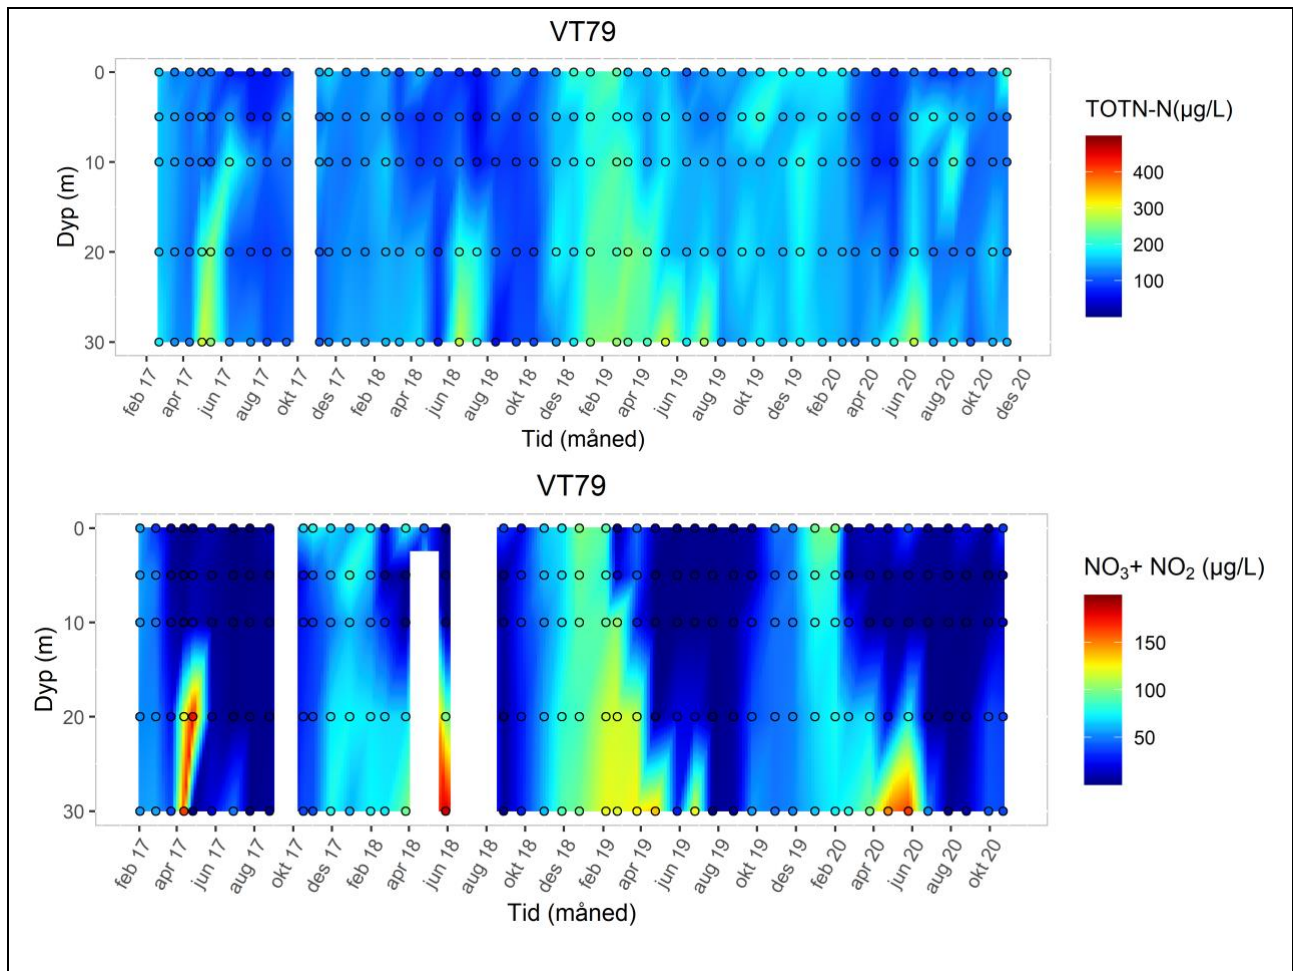 VT79
TOTN-N(µg/L)
400
300
200
100
Dyp (m)
0
10
20
30
feb 17 apr 17 jun 17 aug 17 okt 17 des 17 feb 18 apr 18 jun 18 aug 18 okt 18 des 18 feb 19 apr 19 jun 19 aug 19 okt 19 des 19 feb 20 apr 20 jun 20 aug 20 okt 20 des 20
Tid (måned)
VT79
NO₃+ NO₂ (µg/L)
150
100
50
Dyp (m)
0
10
20
30
feb 17 apr 17 jun 17 aug 17 okt 17 des 17 feb 18 apr 18 jun 18 aug 18 okt 18 des 18 feb 19 apr 19 jun 19 aug 19 okt 19 des 19 feb 20 apr 20 jun 20 aug 20 okt 20
Tid (måned)